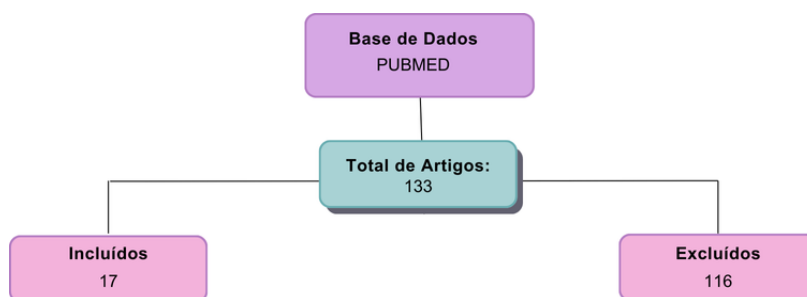 Base de Dados
PUBMED
Total de Artigos:
133
Incluídos
17
Excluídos
116